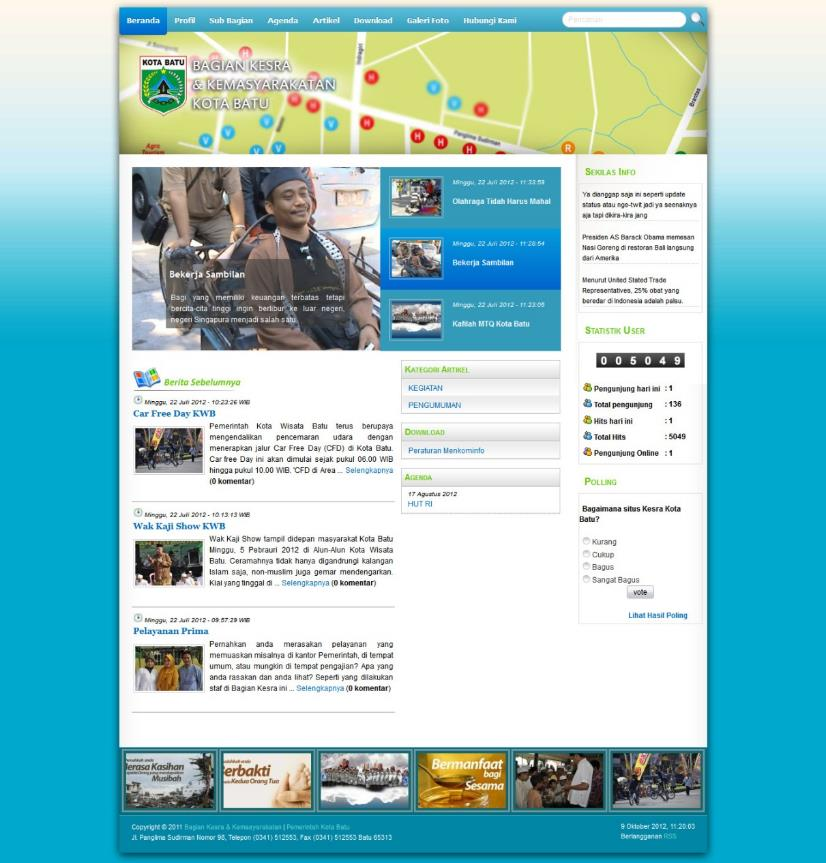 Beranda Profil Sub Bagian Agenda Artikel Download Galeri Foto Hubungi Kami Pencarian
KOTA BATU
BAGIAN KESRA
& KEMASYARAKATAN
KOTA BATU
Panglima Sudirman
Brantas
Agro
Tourism
Bekerja Sambilan
Bagi yang memiliki keuangan terbatas tetapi
bercita-cita tinggi ingin berlibur ke luar negeri,
negeri Singapura menjadi salah satu
Minggu, 22 Juli 2012 - 11:33:59
Olahraga Tidak Harus Mahal
Minggu, 22 Juli 2012 - 11:28:54
Bekerja Sambilan
Minggu, 22 Juli 2012 - 11:23:06
Kafilah MTQ Kota Batu
Berita Sebelumnya
Minggu, 22 Juli 2012 - 10:23:26 WIB
Car Free Day KWB
Pemerintah Kota Wisata Batu terus berupaya
mengendalikan pencemaran udara dengan
menerapkan jalur Car Free Day (CFD) di Kota Batu.
Car free Day ini akan dimulai sejak pukul 06.00 WIB
hingga pukul 10.00 WIB. 'CFD di Area ... Selengkapnya
(0 komentar)
Minggu, 22 Juli 2012 - 10:13:13 WIB
Wak Kaji Show KWB
Wak Kaji Show tampil didepan masyarakat Kota Batu
Minggu, 5 Pebrauri 2012 di Alun-Alun Kota Wisata
Batu. Ceramahnya tidak hanya digandrungi kalangan
Islam saja, non-muslim juga gemar mendengarkan.
Kiai yang tinggal di ... Selengkapnya (0 komentar)
Minggu, 22 Juli 2012 - 09:57:29 WIB
Pelayanan Prima
Pernahkan anda merasakan pelayanan yang
memuaskan misalnya di kantor Pemerintah, di tempat
umum, atau mungkin di tempat pengajian? Apa yang
anda rasakan dan anda lihat? Seperti yang dilakukan
staf di Bagian Kesra ini ... Selengkapnya (0 komentar)
Kategori Artikel
KEGIATAN
PENGUMUMAN
Download
Peraturan Menkominfo
Agenda
17 Agustus 2012
HUT RI
Sekilas Info
Ya dianggap saja ini seperti update
status atau nge-twit jadi ya seenaknya
aja tapi dikira-kira jang
Presiden AS Barack Obama memesan
Nasi Goreng di restoran Bali langsung
dari Amerika
Menurut United Stated Trade
Representatives, 25% obat yang
beredar di Indonesia adalah palsu.
Statistik User
005049
Pengunjung hari ini : 1
Total pengunjung : 136
Hits hari ini : 1
Total Hits : 5049
Pengunjung Online : 1
Polling
Bagaimana situs Kesra Kota
Batu?
Kurang
Cukup
Bagus
Sangat Bagus
vote
Lihat Hasil Poling
Merasa Kasihan
Musibah
Berbakti
Kedua Orang Tua
Bermanfaat
bagi
Sesama
Copyright © 2011 Bagian Kesra & Kemasyarakatan | Pemerintah Kota Batu
Jl. Panglima Sudirman Nomor 98, Telepon (0341) 512553, Fax (0341) 512553 Batu 65313
9 Oktober 2012, 11:20:03
Berlangganan RSS